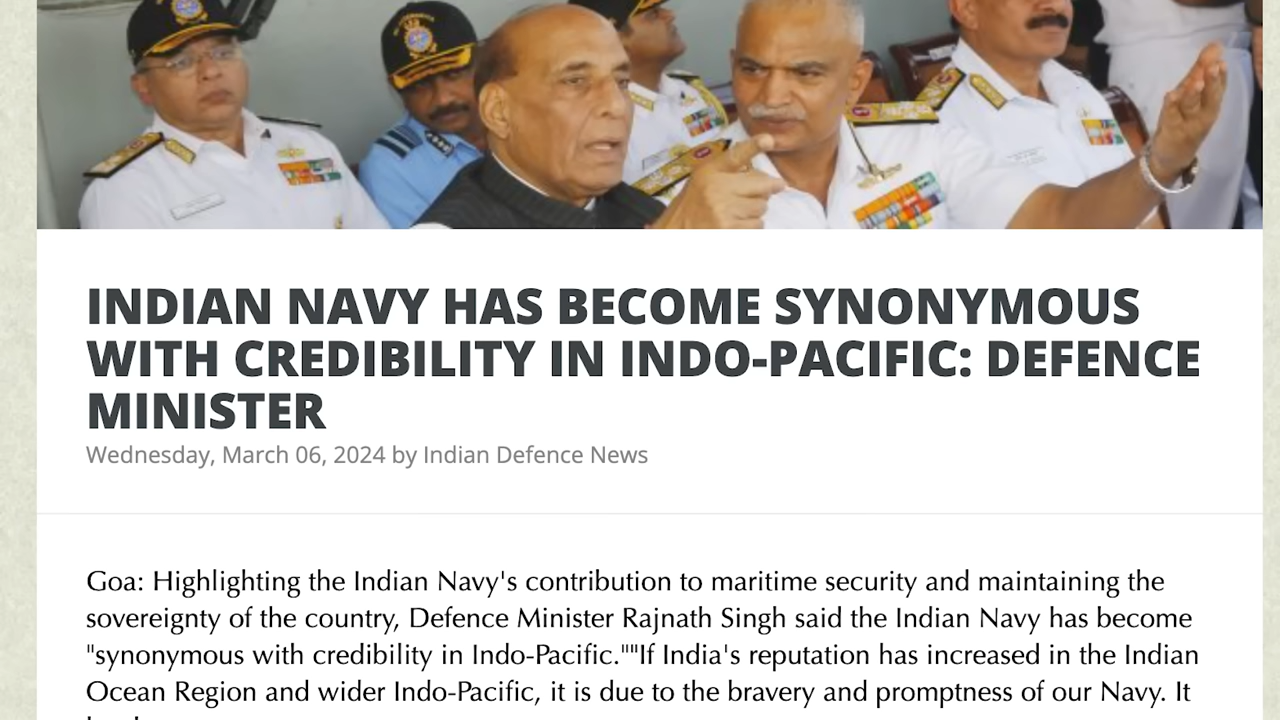 INDIAN NAVY HAS BECOME SYNONYMOUS
WITH CREDIBILITY IN INDO-PACIFIC: DEFENCE
MINISTER
Wednesday, March 06, 2024 by Indian Defence News
Goa: Highlighting the Indian Navy's contribution to maritime security and maintaining the
sovereignty of the country, Defence Minister Rajnath Singh said the Indian Navy has become
"synonymous with credibility in Indo-Pacific.""If India's reputation has increased in the Indian
Ocean Region and wider Indo-Pacific, it is due to the bravery and promptness of our Navy. It